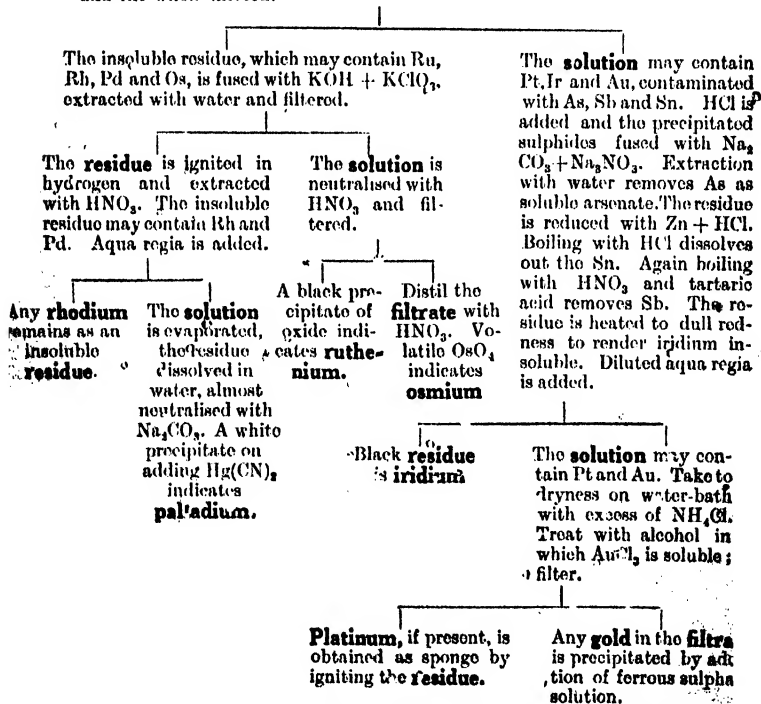 The insoluble residue, which may contain Ru,
Rh, Pd and Os, is fused with KOH + KClO₃,
extracted with water and filtered.
The solution may contain
Pt, Ir and Au, contaminated
with As, Sb and Sn. HCl is
added and the precipitated
sulphides fused with Na₂
CO₃+Na₂NO₃. Extraction
with water removes As as
soluble arsenate. The residue
is reduced with Zn + HCl.
Boiling with HCl dissolves
out the Sn. Again boiling
with HNO₃ and tartaric
acid removes Sb. The re-
sidue is heated to dull red-
ness to render iridium in-
soluble. Diluted aqua regia
is added.
The residue is ignited in
hydrogen and extracted
with HNO₃. The insoluble
residue may contain Rh and
Pd. Aqua regia is added.
The solution is
neutralised with
HNO₃ and fil-
tered.
Any rhodium
remains as an
insoluble
residue.
The solution
is evaporated,
the residue
dissolved in
water, almost
neutralised with
Na₂CO₃. A white
precipitate on
adding Hg(CN)₂
indicates
palladium.
A black pre-
cipitate of
oxide indi-
cates ruthe-
nium.
Distil the
filtrate with
HNO₃. Vo-
latile OsO₄
indicates
osmium
Black residue
is iridium
The solution may con-
tain Pt and Au. Take to
dryness on water-bath
with excess of NH₄Cl.
Treat with alcohol in
which AuCl₃ is soluble;
filter.
Platinum, if present, is
obtained as sponge by
igniting the residue.
Any gold in the filtra
is precipitated by add
tion of ferrous sulpha
solution.